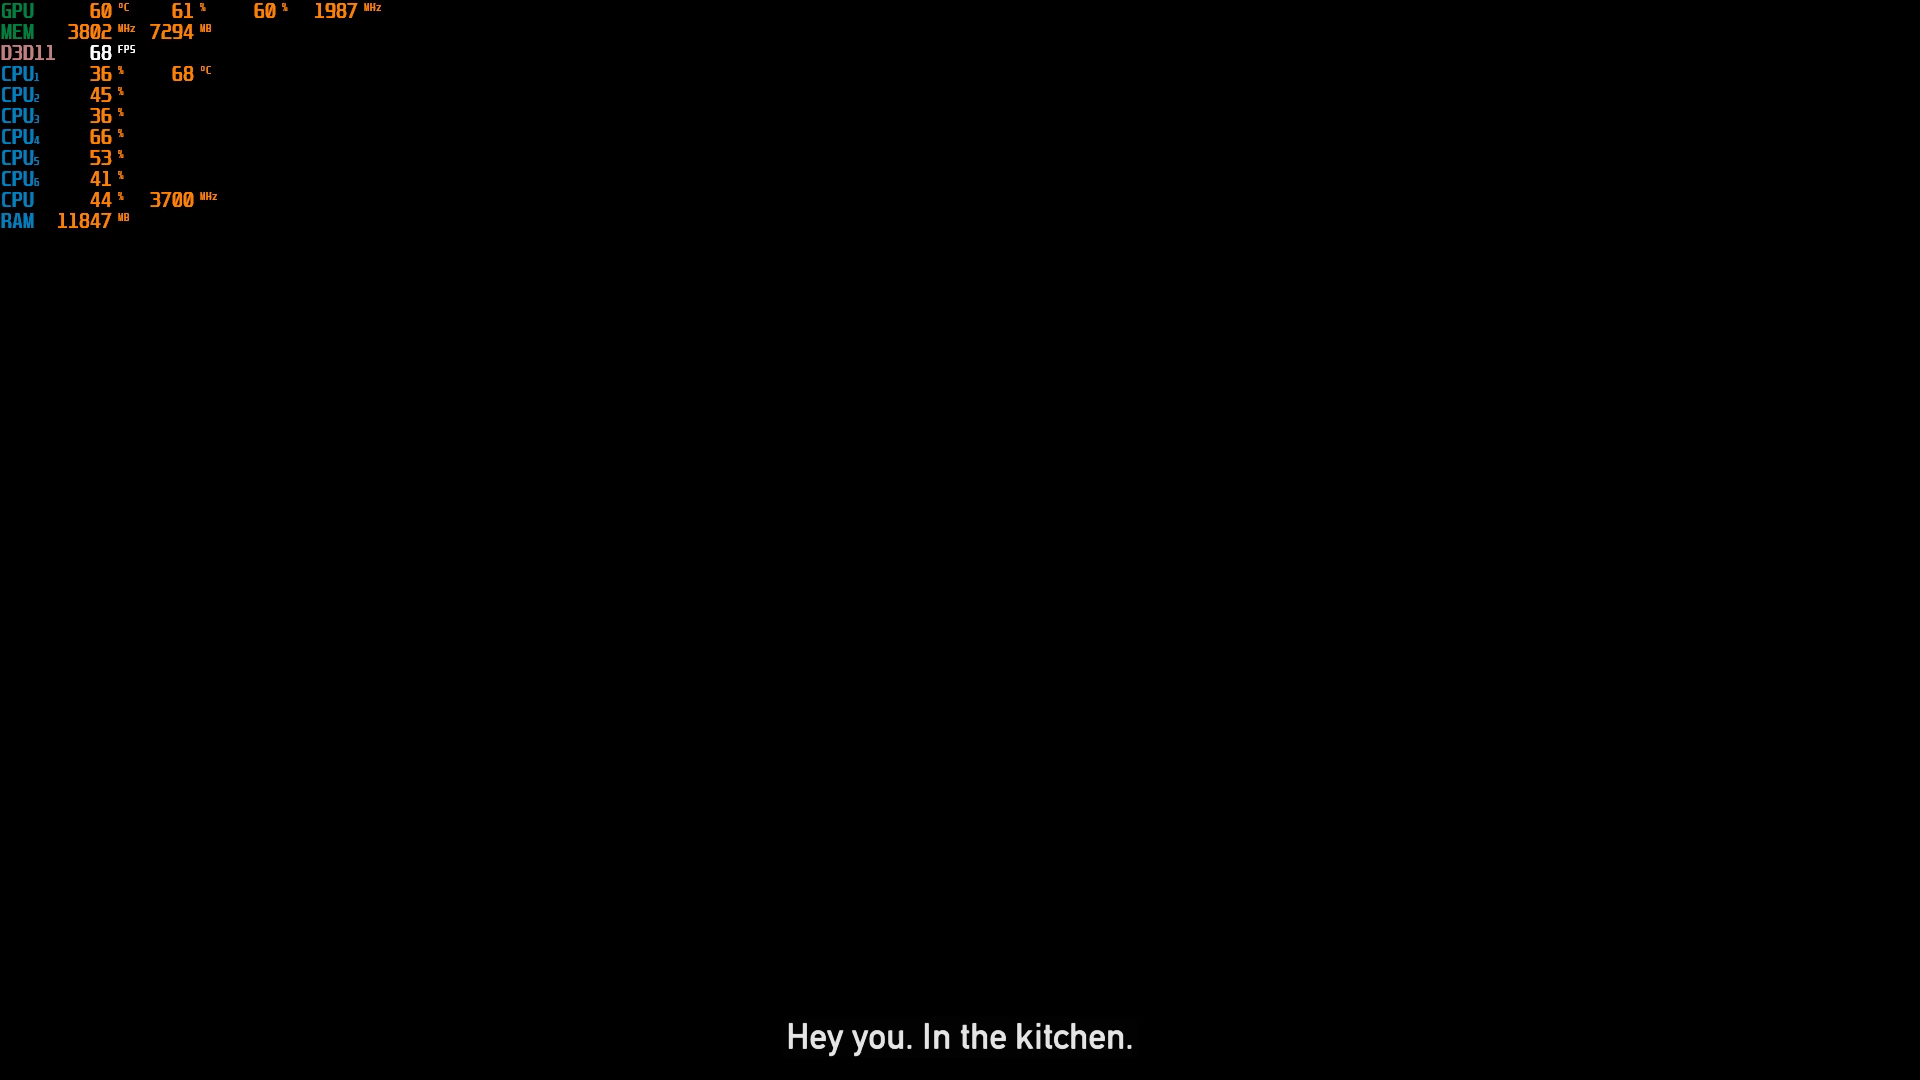 GPU 60 °C 61 % 60 % 1987 MHz
MEM 3802 MHz 7294 MB
D3D11 68 FPS
CPU1 36 % 68 °C
CPU2 45 %
CPU3 36 %
CPU4 66 %
CPU5 53 %
CPU6 41 %
CPU 44 % 3700 MHz
RAM 11847 MB
Hey you. In the kitchen.